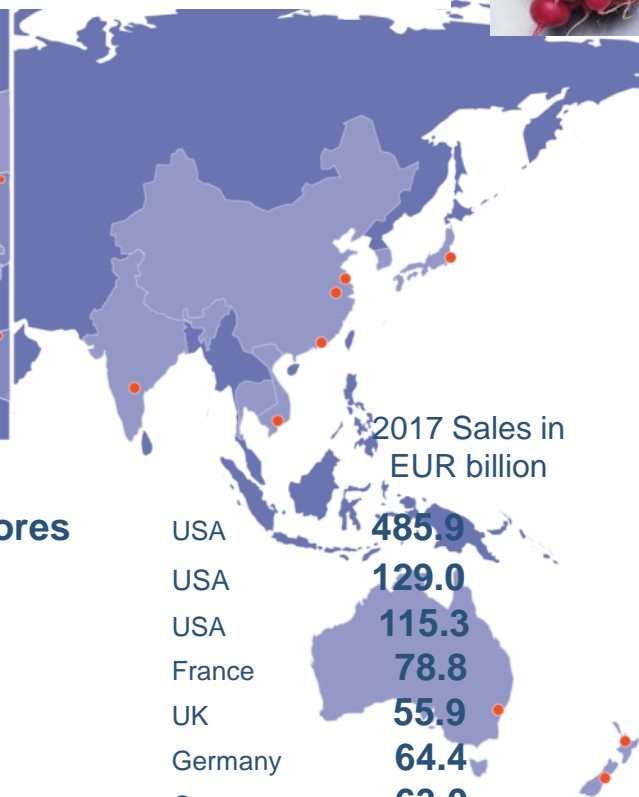 2017 Sales in
EUR billion
ores USA 485.9
USA 129.0
USA 115.3
France 78.8
UK 55.9
Germany 64.4